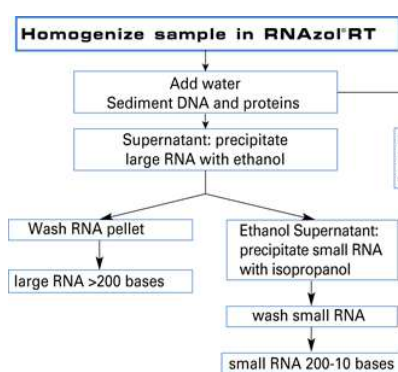 Homogenize sample in RNAzol®RT
Add water
Sediment DNA and proteins
Supernatant: precipitate
large RNA with ethanol
Wash RNA pellet
large RNA >200 bases
Ethanol Supernatant:
precipitate small RNA
with isopropanol
wash small RNA
small RNA 200-10 bases